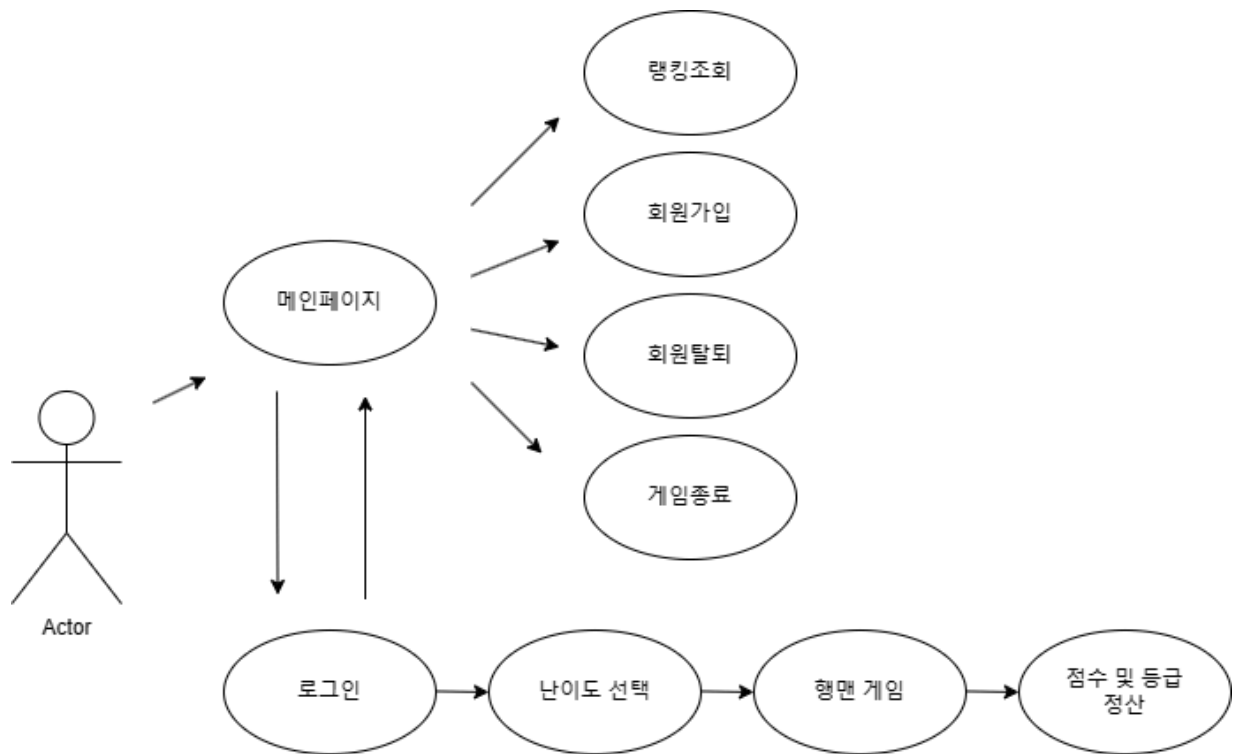 랭킹조회
회원가입
메인페이지
회원탈퇴
게임종료
Actor
로그인
난이도 선택
행맨 게임
점수 및 등급
정산